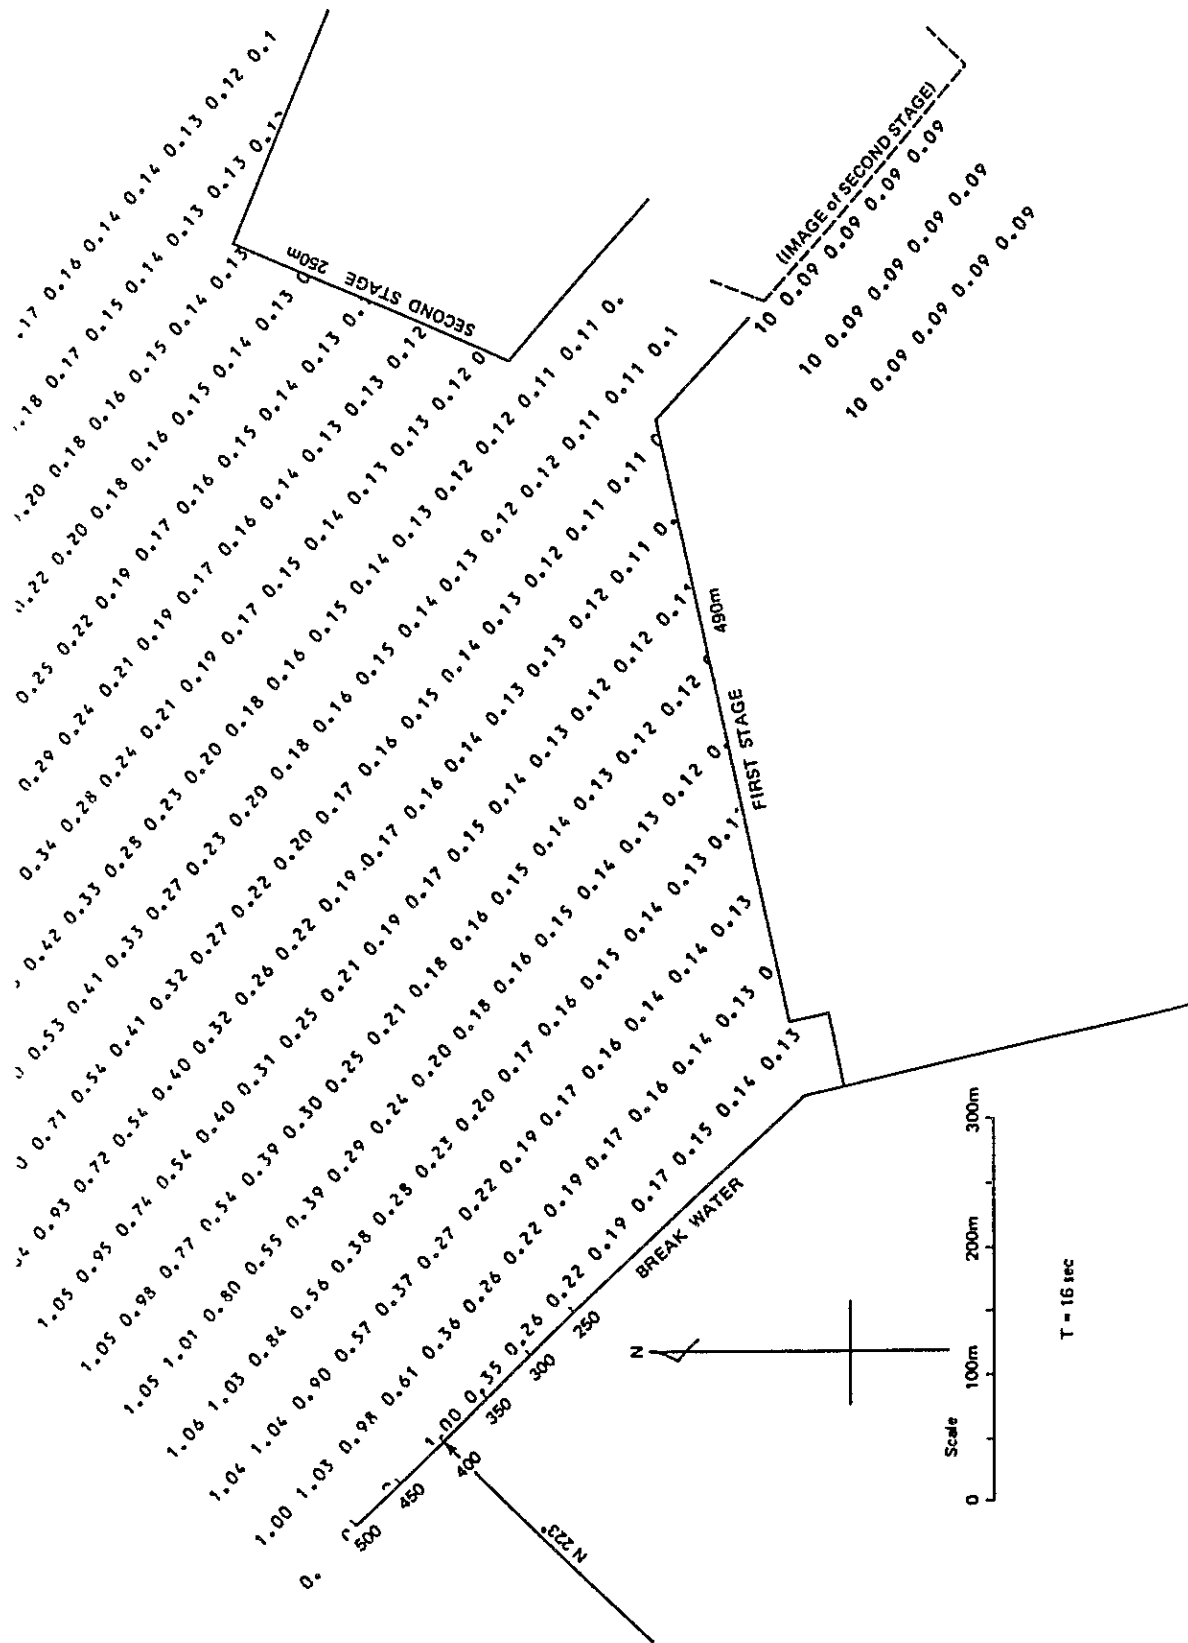 .17 0.16 0.14 0.14 0.13 0.12 0.1
.18 0.17 0.15 0.14 0.13 0.13
.20 0.18 0.16 0.15 0.14 0.13
.22 0.20 0.18 0.16 0.15 0.14 0.13
0.25 0.22 0.19 0.17 0.16 0.15 0.14 0.13 0.
0.29 0.24 0.21 0.19 0.17 0.16 0.14 0.13 0.13 0.12
0.34 0.28 0.24 0.21 0.19 0.17 0.15 0.14 0.13 0.13 0.12 0
0.42 0.33 0.28 0.23 0.20 0.18 0.16 0.15 0.14 0.13 0.12 0.12 0.11 0.11 0.
0.53 0.41 0.33 0.27 0.23 0.20 0.18 0.16 0.15 0.14 0.13 0.12 0.12 0.11 0.11 0.1
0.71 0.54 0.41 0.32 0.27 0.22 0.20 0.17 0.16 0.15 0.14 0.13 0.12 0.11 0.11 0
0.93 0.72 0.54 0.40 0.32 0.26 0.22 0.19 0.17 0.16 0.14 0.13 0.13 0.12 0.11 0.
1.05 0.95 0.74 0.54 0.40 0.31 0.25 0.21 0.19 0.17 0.15 0.14 0.13 0.12 0.12 0.11
1.05 0.98 0.77 0.54 0.39 0.30 0.25 0.21 0.18 0.16 0.15 0.14 0.13 0.12 0.12
1.05 1.01 0.80 0.55 0.39 0.29 0.24 0.20 0.18 0.16 0.15 0.14 0.13 0.12 0.
1.06 1.03 0.84 0.56 0.38 0.28 0.23 0.20 0.17 0.16 0.15 0.14 0.13 0.1
1.04 1.04 0.90 0.57 0.37 0.27 0.22 0.19 0.17 0.16 0.14 0.14 0.13
1.00 1.03 0.98 0.61 0.36 0.26 0.22 0.19 0.17 0.16 0.14 0.13 0
0.
1.00 0.35 0.26 0.22 0.19 0.17 0.15 0.14 0.13
SECOND STAGE 250m
(IMAGE of SECOND STAGE)
10 0.09 0.09 0.09 0.09
10 0.09 0.09 0.09 0.09
10 0.09 0.09 0.09 0.09
FIRST STAGE 490m
BREAK WATER
500
450
400
350
300
250
N 223°
N
Scale
0
100m
200m
300m
T = 16 sec